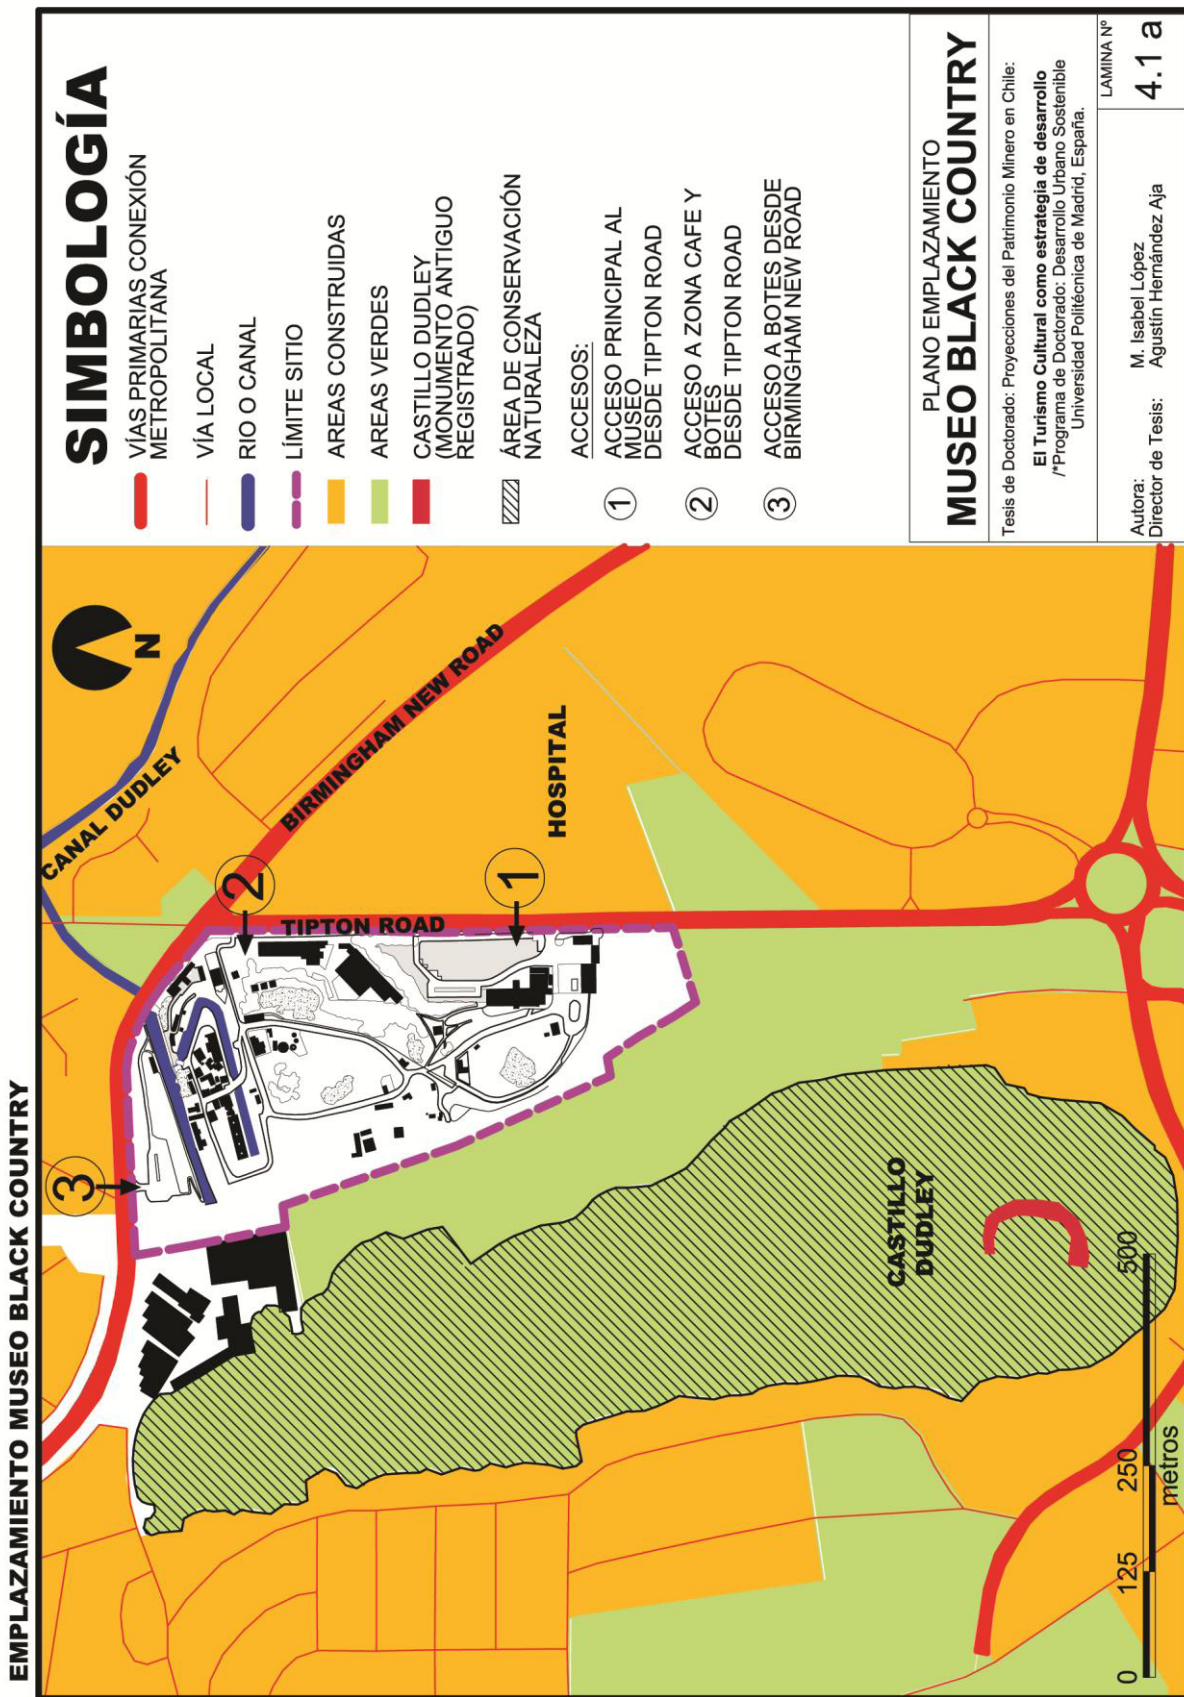 EMPLAZAMIENTO MUSEO BLACK COUNTRY
CANAL DUDLEY
N
BIRMINGHAM NEW ROAD
TIPTON ROAD
HOSPITAL
1
2
3
CASTILLO
DUDLEY
0 125 250 500
metros
SIMBOLOGÍA
VÍAS PRIMARIAS CONEXIÓN
METROPOLITANA
VÍA LOCAL
RIO O CANAL
LÍMITE SITIO
AREAS CONSTRUIDAS
AREAS VERDES
CASTILLO DUDLEY
(MONUMENTO ANTIGUO
REGISTRADO)
ÁREA DE CONSERVACIÓN
NATURALEZA
ACCESOS:
1 ACCESO PRINCIPAL AL
MUSEO
DESDE TIPTON ROAD
2 ACCESO A ZONA CAFE Y
BOTES
DESDE TIPTON ROAD
3 ACCESO A BOTES DESDE
BIRMINGHAM NEW ROAD
PLANO EMPLAZAMIENTO
MUSEO BLACK COUNTRY
Tesis de Doctorado: Proyecciones del Patrimonio Minero en Chile:
El Turismo Cultural como estrategia de desarrollo
/*Programa de Doctorado: Desarrollo Urbano Sostenible
Universidad Politécnica de Madrid, España.
Autora: M. Isabel López
Director de Tesis: Agustín Hernández Aja
LAMINA Nº
4.1 a